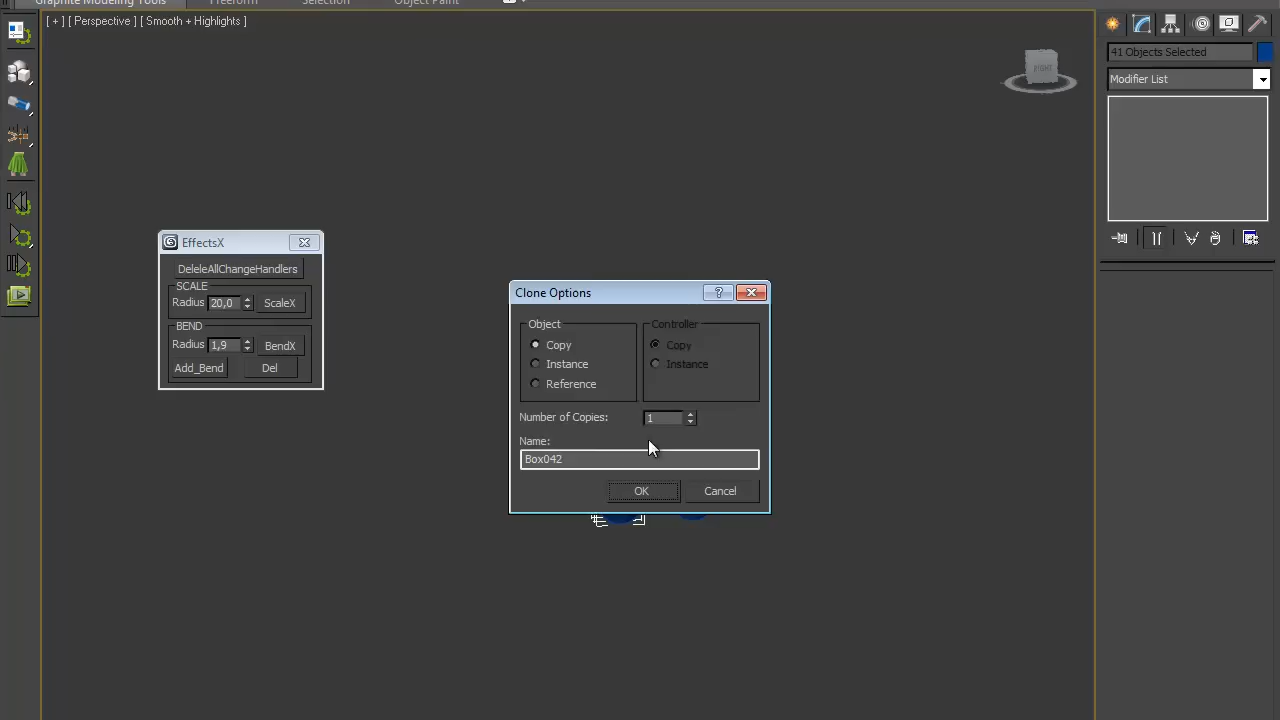 Graphite Modeling Tools Freeform Selection Object Paint
[ + ] [ Perspective ] [ Smooth + Highlights ]
41 Objects Selected
Modifier List
EffectsX
DeleleAllChangeHandlers
SCALE
Radius 20,0 ScaleX
BEND
Radius 1,9 BendX
Add_Bend Del
Clone Options
Object Controller
Copy Copy
Instance Instance
Reference
Number of Copies: 1
Name:
Box042
OK Cancel